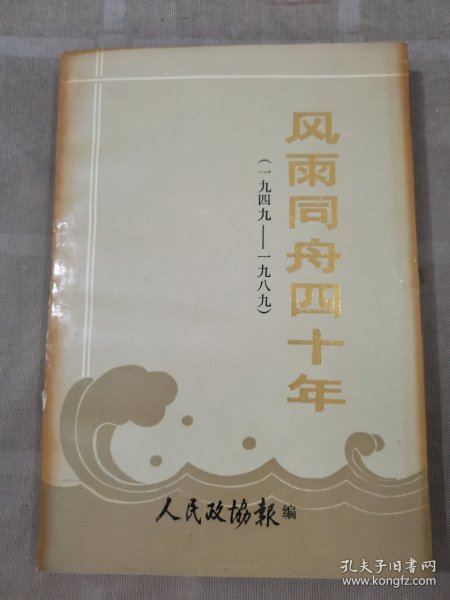 风雨同舟四十年
（一九四九——一九八九）
人民政协報编
孔夫子旧书网
www.kongfz.com